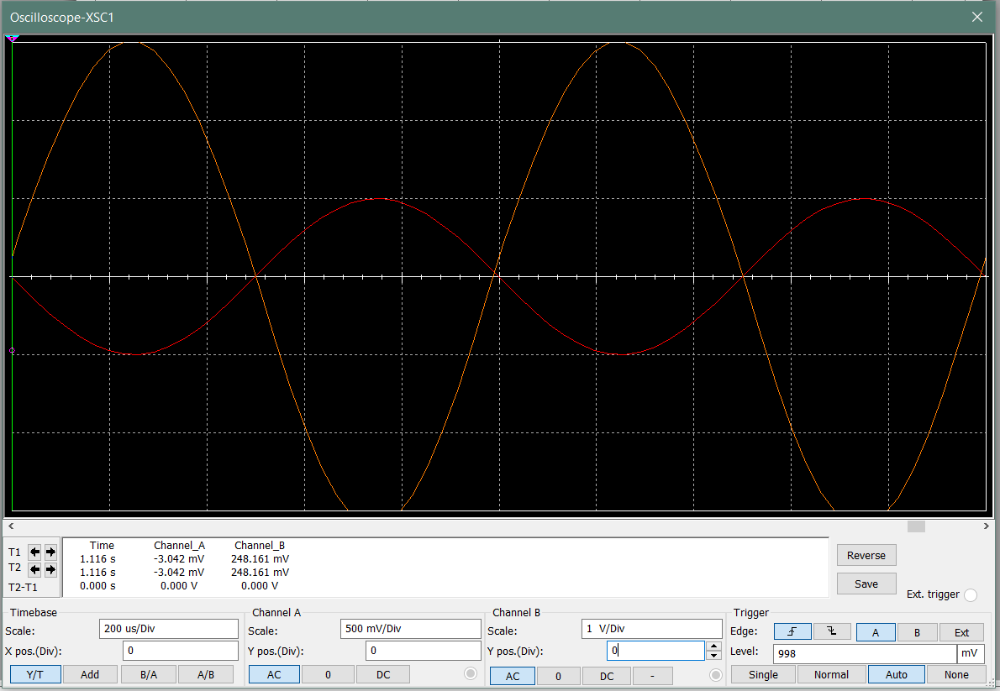 Oscilloscope-XSC1
T1
T2
T2-T1
Time Channel_A Channel_B
1.116 s -3.042 mV 248.161 mV
1.116 s -3.042 mV 248.161 mV
0.000 s 0.000 V 0.000 V
Reverse
Save
Ext. trigger
Timebase
Scale: 200 us/Div
X pos.(Div): 0
Y/T Add B/A A/B
Channel A
Scale: 500 mV/Div
Y pos.(Div): 0
AC 0 DC
Channel B
Scale: 1 V/Div
Y pos.(Div): 0
AC 0 DC -
Trigger
Edge: A B Ext
Level: 998 mV
Single Normal Auto None